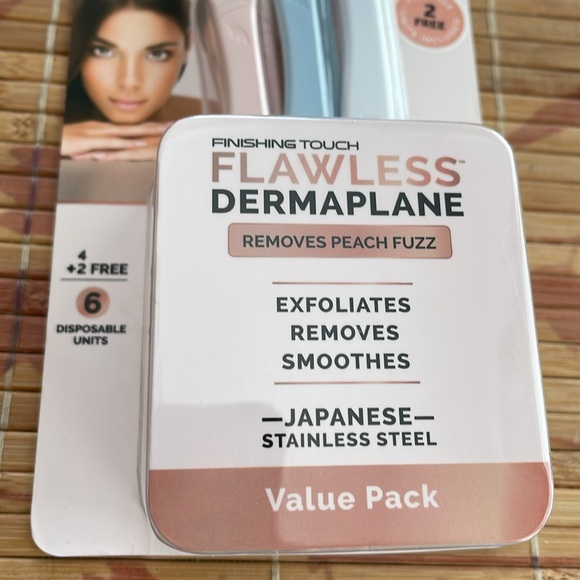 2
FREE
FINISHING TOUCH
FLAWLESS™
DERMAPLANE
REMOVES PEACH FUZZ
4
+2 FREE
6
DISPOSABLE
UNITS
EXFOLIATES
REMOVES
SMOOTHES
—JAPANESE—
STAINLESS STEEL
Value Pack